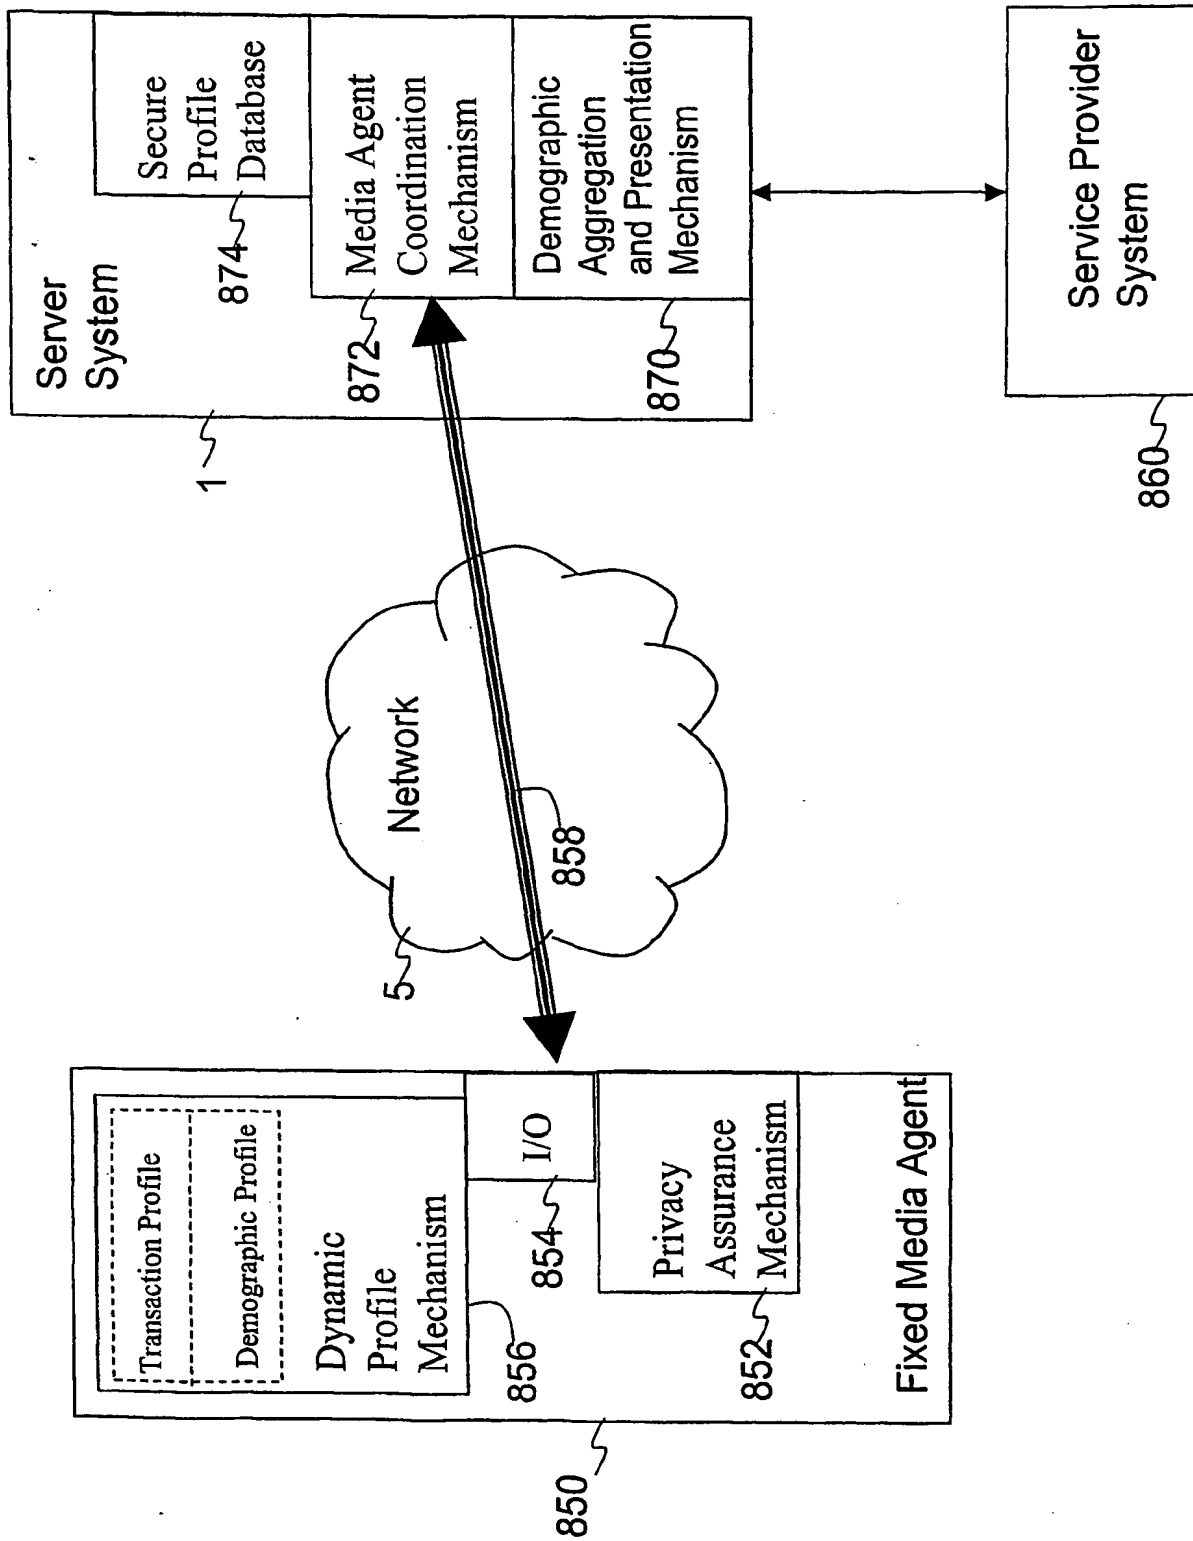 Transaction Profile
Demographic Profile
Dynamic
Profile
Mechanism
856
I/O
854
Privacy
Assurance
Mechanism
852
Fixed Media Agent
850
Network
5
858
Server
System
1
Secure
Profile
Database
874
Media Agent
Coordination
Mechanism
872
Demographic
Aggregation
and Presentation
Mechanism
870
Service Provider
System
860